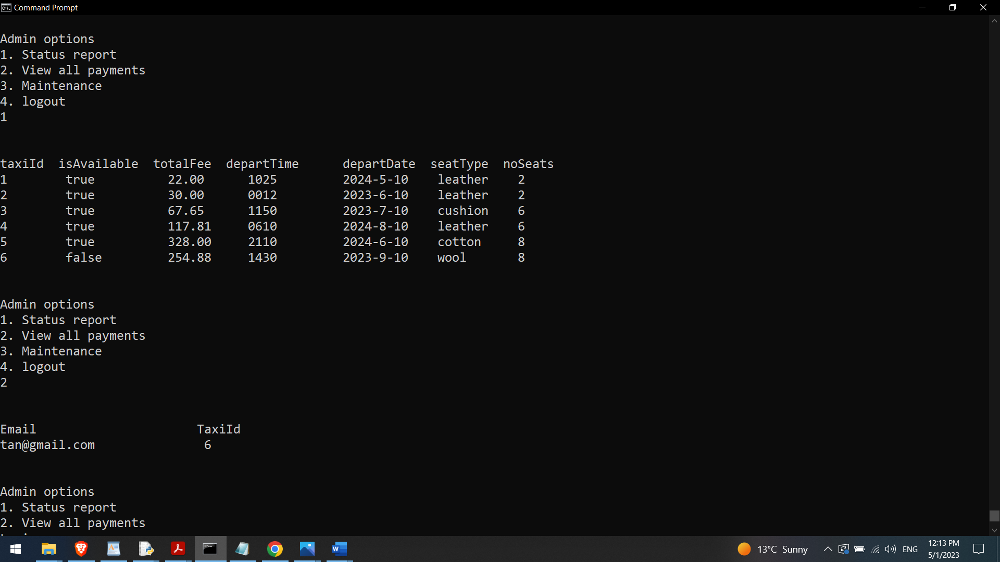 Command Prompt
Admin options
1. Status report
2. View all payments
3. Maintenance
4. logout
1
taxiId isAvailable totalFee departTime departDate seatType noSeats
1 true 22.00 1025 2024-5-10 leather 2
2 true 30.00 0012 2023-6-10 leather 2
3 true 67.65 1150 2023-7-10 cushion 6
4 true 117.81 0610 2024-8-10 leather 6
5 true 328.00 2110 2024-6-10 cotton 8
6 false 254.88 1430 2023-9-10 wool 8
Admin options
1. Status report
2. View all payments
3. Maintenance
4. logout
2
Email TaxiId
tan@gmail.com 6
Admin options
1. Status report
2. View all payments
13°C Sunny ENG 12:13 PM
5/1/2023